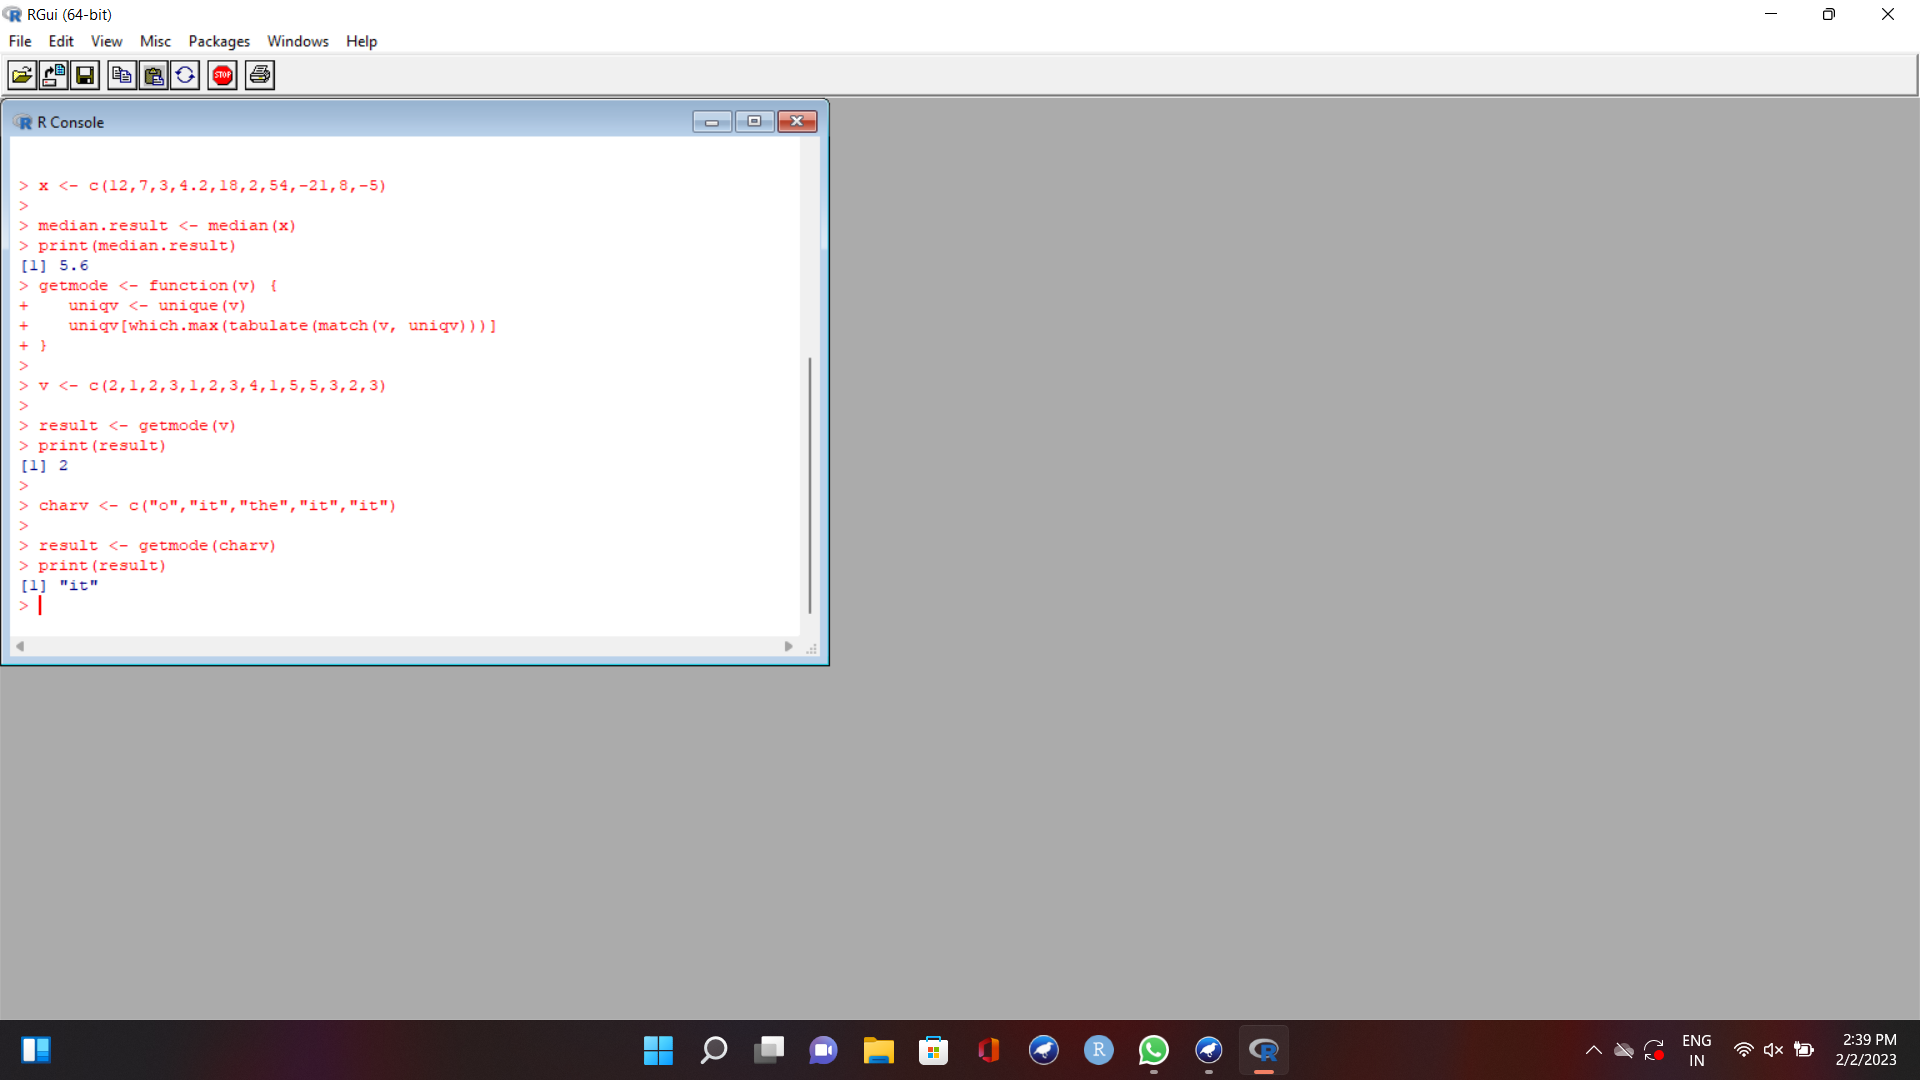 RGui (64-bit)
File Edit View Misc Packages Windows Help
STOP
R Console
> x <- c(12,7,3,4.2,18,2,54,-21,8,-5)
>
> median.result <- median(x)
> print(median.result)
[1] 5.6
> getmode <- function(v) {
+    uniqv <- unique(v)
+    uniqv[which.max(tabulate(match(v, uniqv)))]
+ }
>
> v <- c(2,1,2,3,1,2,3,4,1,5,5,3,2,3)
>
> result <- getmode(v)
> print(result)
[1] 2
>
> charv <- c("o","it","the","it","it")
>
> result <- getmode(charv)
> print(result)
[1] "it"
>
R
R
ENG
IN
2:39 PM
2/2/2023